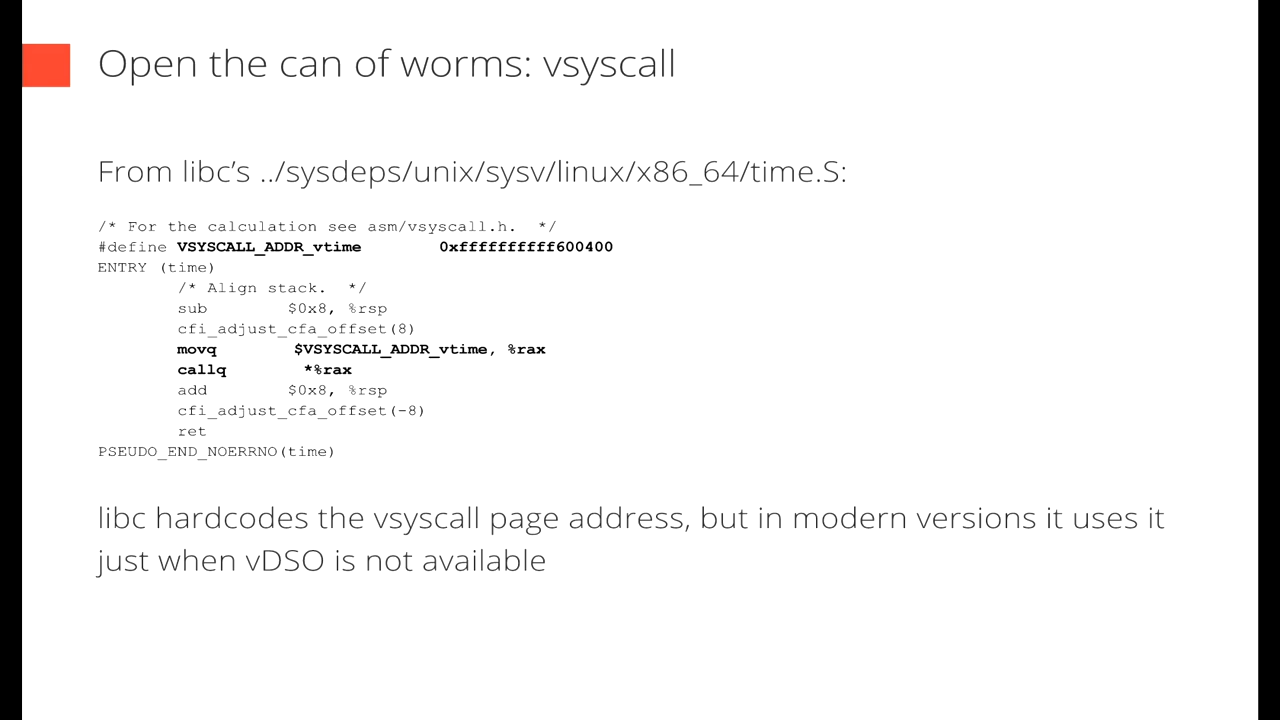 Open the can of worms: vsyscall
From libc’s ../sysdeps/unix/sysv/linux/x86_64/time.S:
/* For the calculation see asm/vsyscall.h.  */
#define VSYSCALL_ADDR_vtime        0xffffffffff600400
ENTRY (time)
        /* Align stack.  */
        sub        $0x8, %rsp
        cfi_adjust_cfa_offset(8)
        movq        $VSYSCALL_ADDR_vtime, %rax
        callq        *%rax
        add        $0x8, %rsp
        cfi_adjust_cfa_offset(-8)
        ret
PSEUDO_END_NOERRNO(time)
libc hardcodes the vsyscall page address, but in modern versions it uses it
just when vDSO is not available